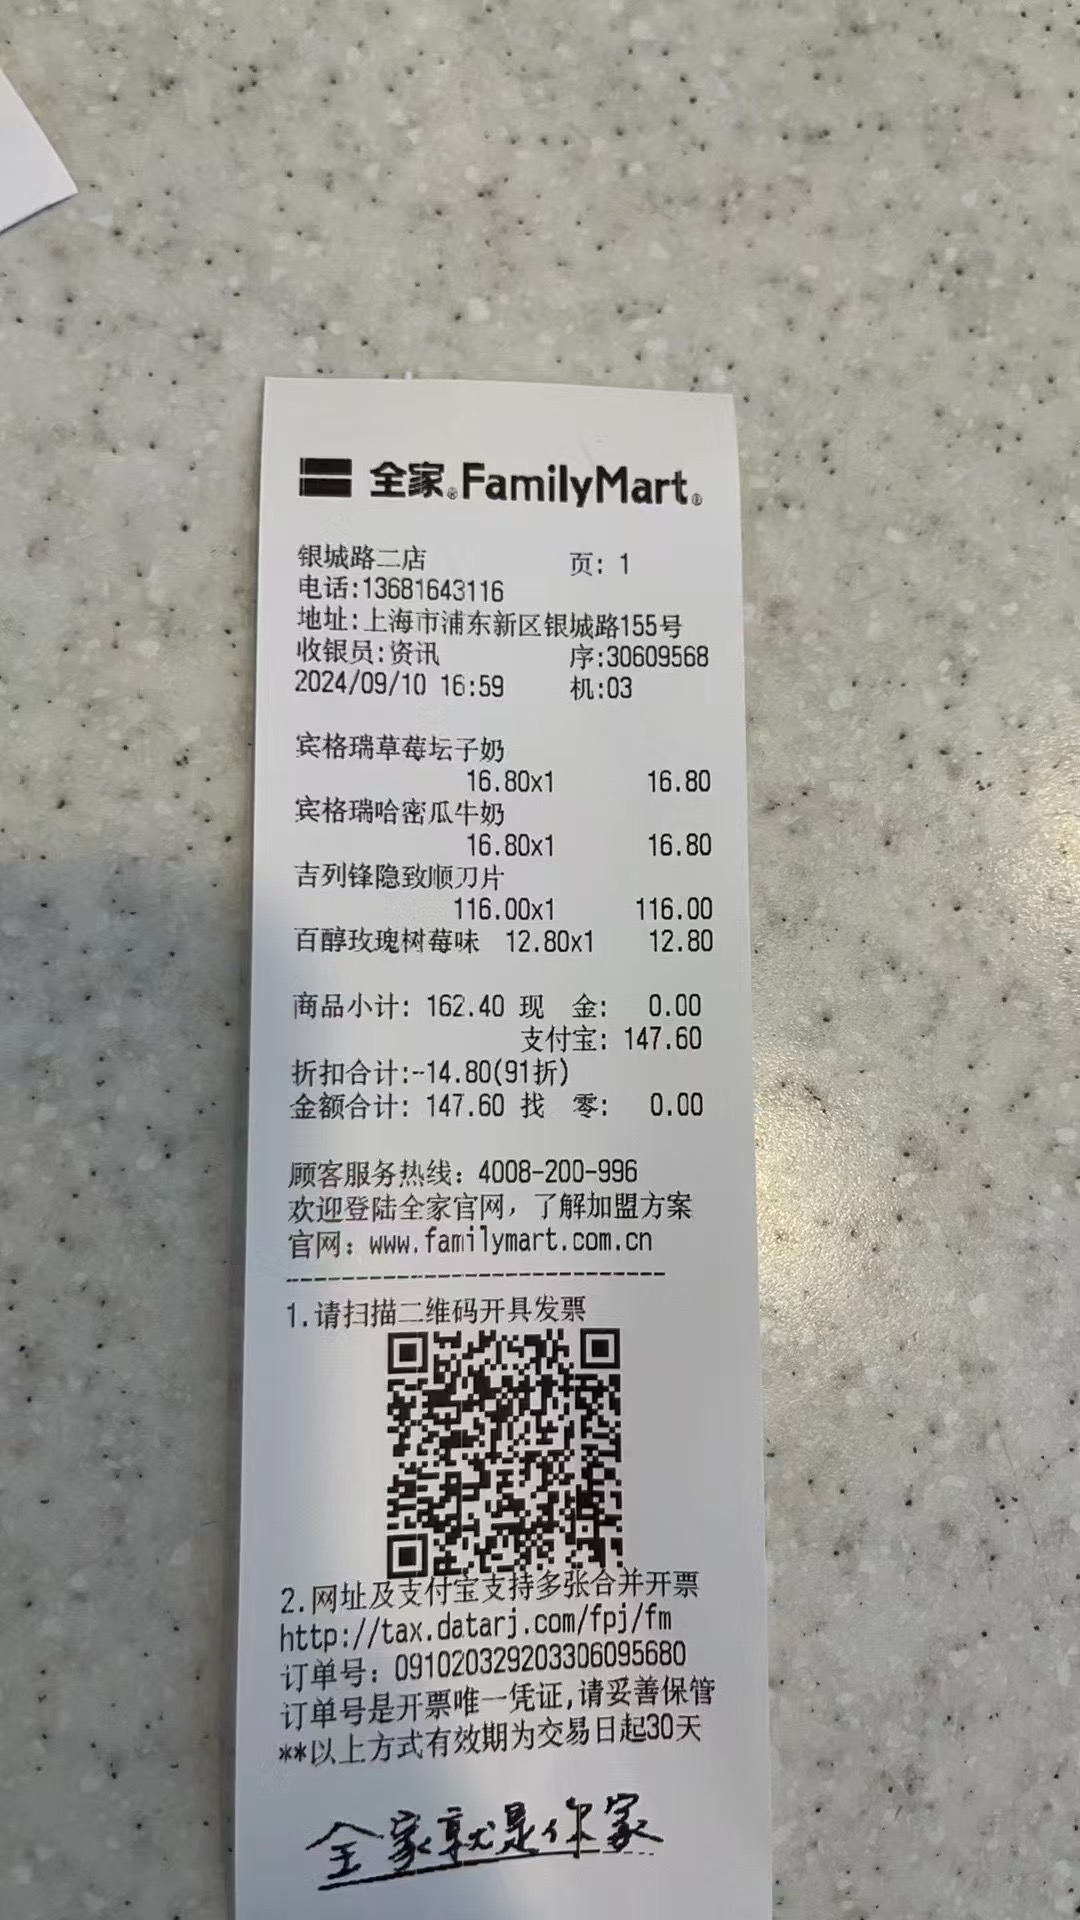 全家®FamilyMart®
银城路二店 页: 1
电话:13681643116
地址:上海市浦东新区银城路155号
收银员:资讯 序:30609568
2024/09/10 16:59 机:03
宾格瑞草莓坛子奶
16.80x1 16.80
宾格瑞哈密瓜牛奶
16.80x1 16.80
吉列锋隐致顺刀片
116.00x1 116.00
百醇玫瑰树莓味 12.80x1 12.80
商品小计: 162.40 现 金: 0.00
支付宝: 147.60
折扣合计:-14.80(91折)
金额合计: 147.60 找 零: 0.00
顾客服务热线: 4008-200-996
欢迎登陆全家官网，了解加盟方案
官网: www.familymart.com.cn
---------------------------
1.请扫描二维码开具发票
2.网址及支付宝支持多张合并开票
http://tax.datarj.com/fpj/fm
订单号: 091020329203306095680
订单号是开票唯一凭证,请妥善保管
**以上方式有效期为交易日起30天
全家就是你家